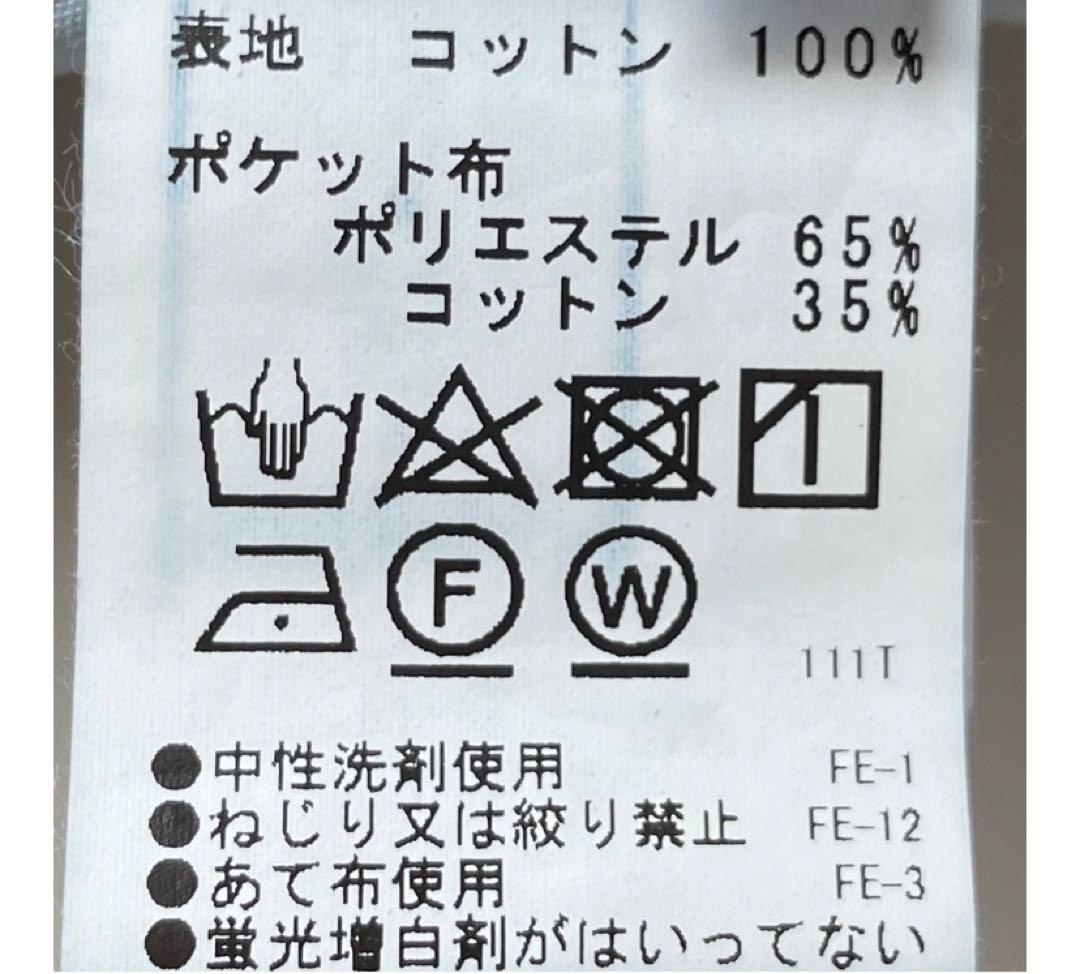 表地 コットン 100%
ポケット布
ポリエステル 65%
コットン 35%
F W
111T
●中性洗剤使用 FE-1
●ねじり又は絞り禁止 FE-12
●あて布使用 FE-3
●蛍光増白剤がはいってない